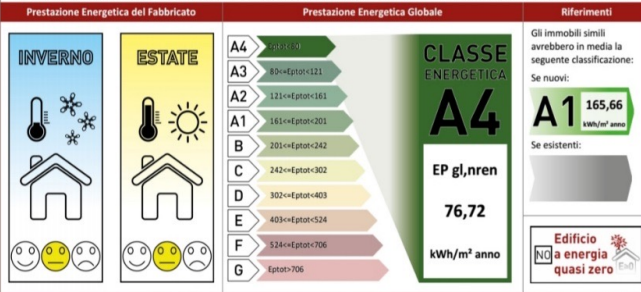 Prestazione Energetica del Fabbricato
Prestazione Energetica Globale
Riferimenti
INVERNO
ESTATE
A4
Eptot<80
A3
80<=Eptot<121
A2
121<=Eptot<161
A1
161<=Eptot<201
B
201<=Eptot<242
C
242<=Eptot<302
D
302<=Eptot<403
E
403<=Eptot<524
F
524<=Eptot<706
G
Eptot>706
CLASSE
ENERGETICA
A4
EP gl,nren
76,72
kWh/m² anno
Gli immobili simili
avrebbero in media la
seguente classificazione:
Se nuovi:
A1
165,66
kWh/m² anno
Se esistenti:
Edificio
NO a energia
quasi zero
E=0